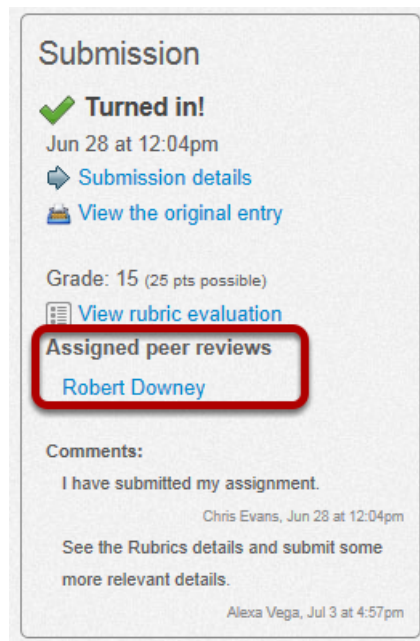 Submission
Turned in!
Jun 28 at 12:04pm
Submission details
View the original entry
Grade: 15 (25 pts possible)
View rubric evaluation
Assigned peer reviews
Robert Downey
Comments:
I have submitted my assignment.
Chris Evans, Jun 28 at 12:04pm
See the Rubrics details and submit some
more relevant details.
Alexa Vega, Jul 3 at 4:57pm